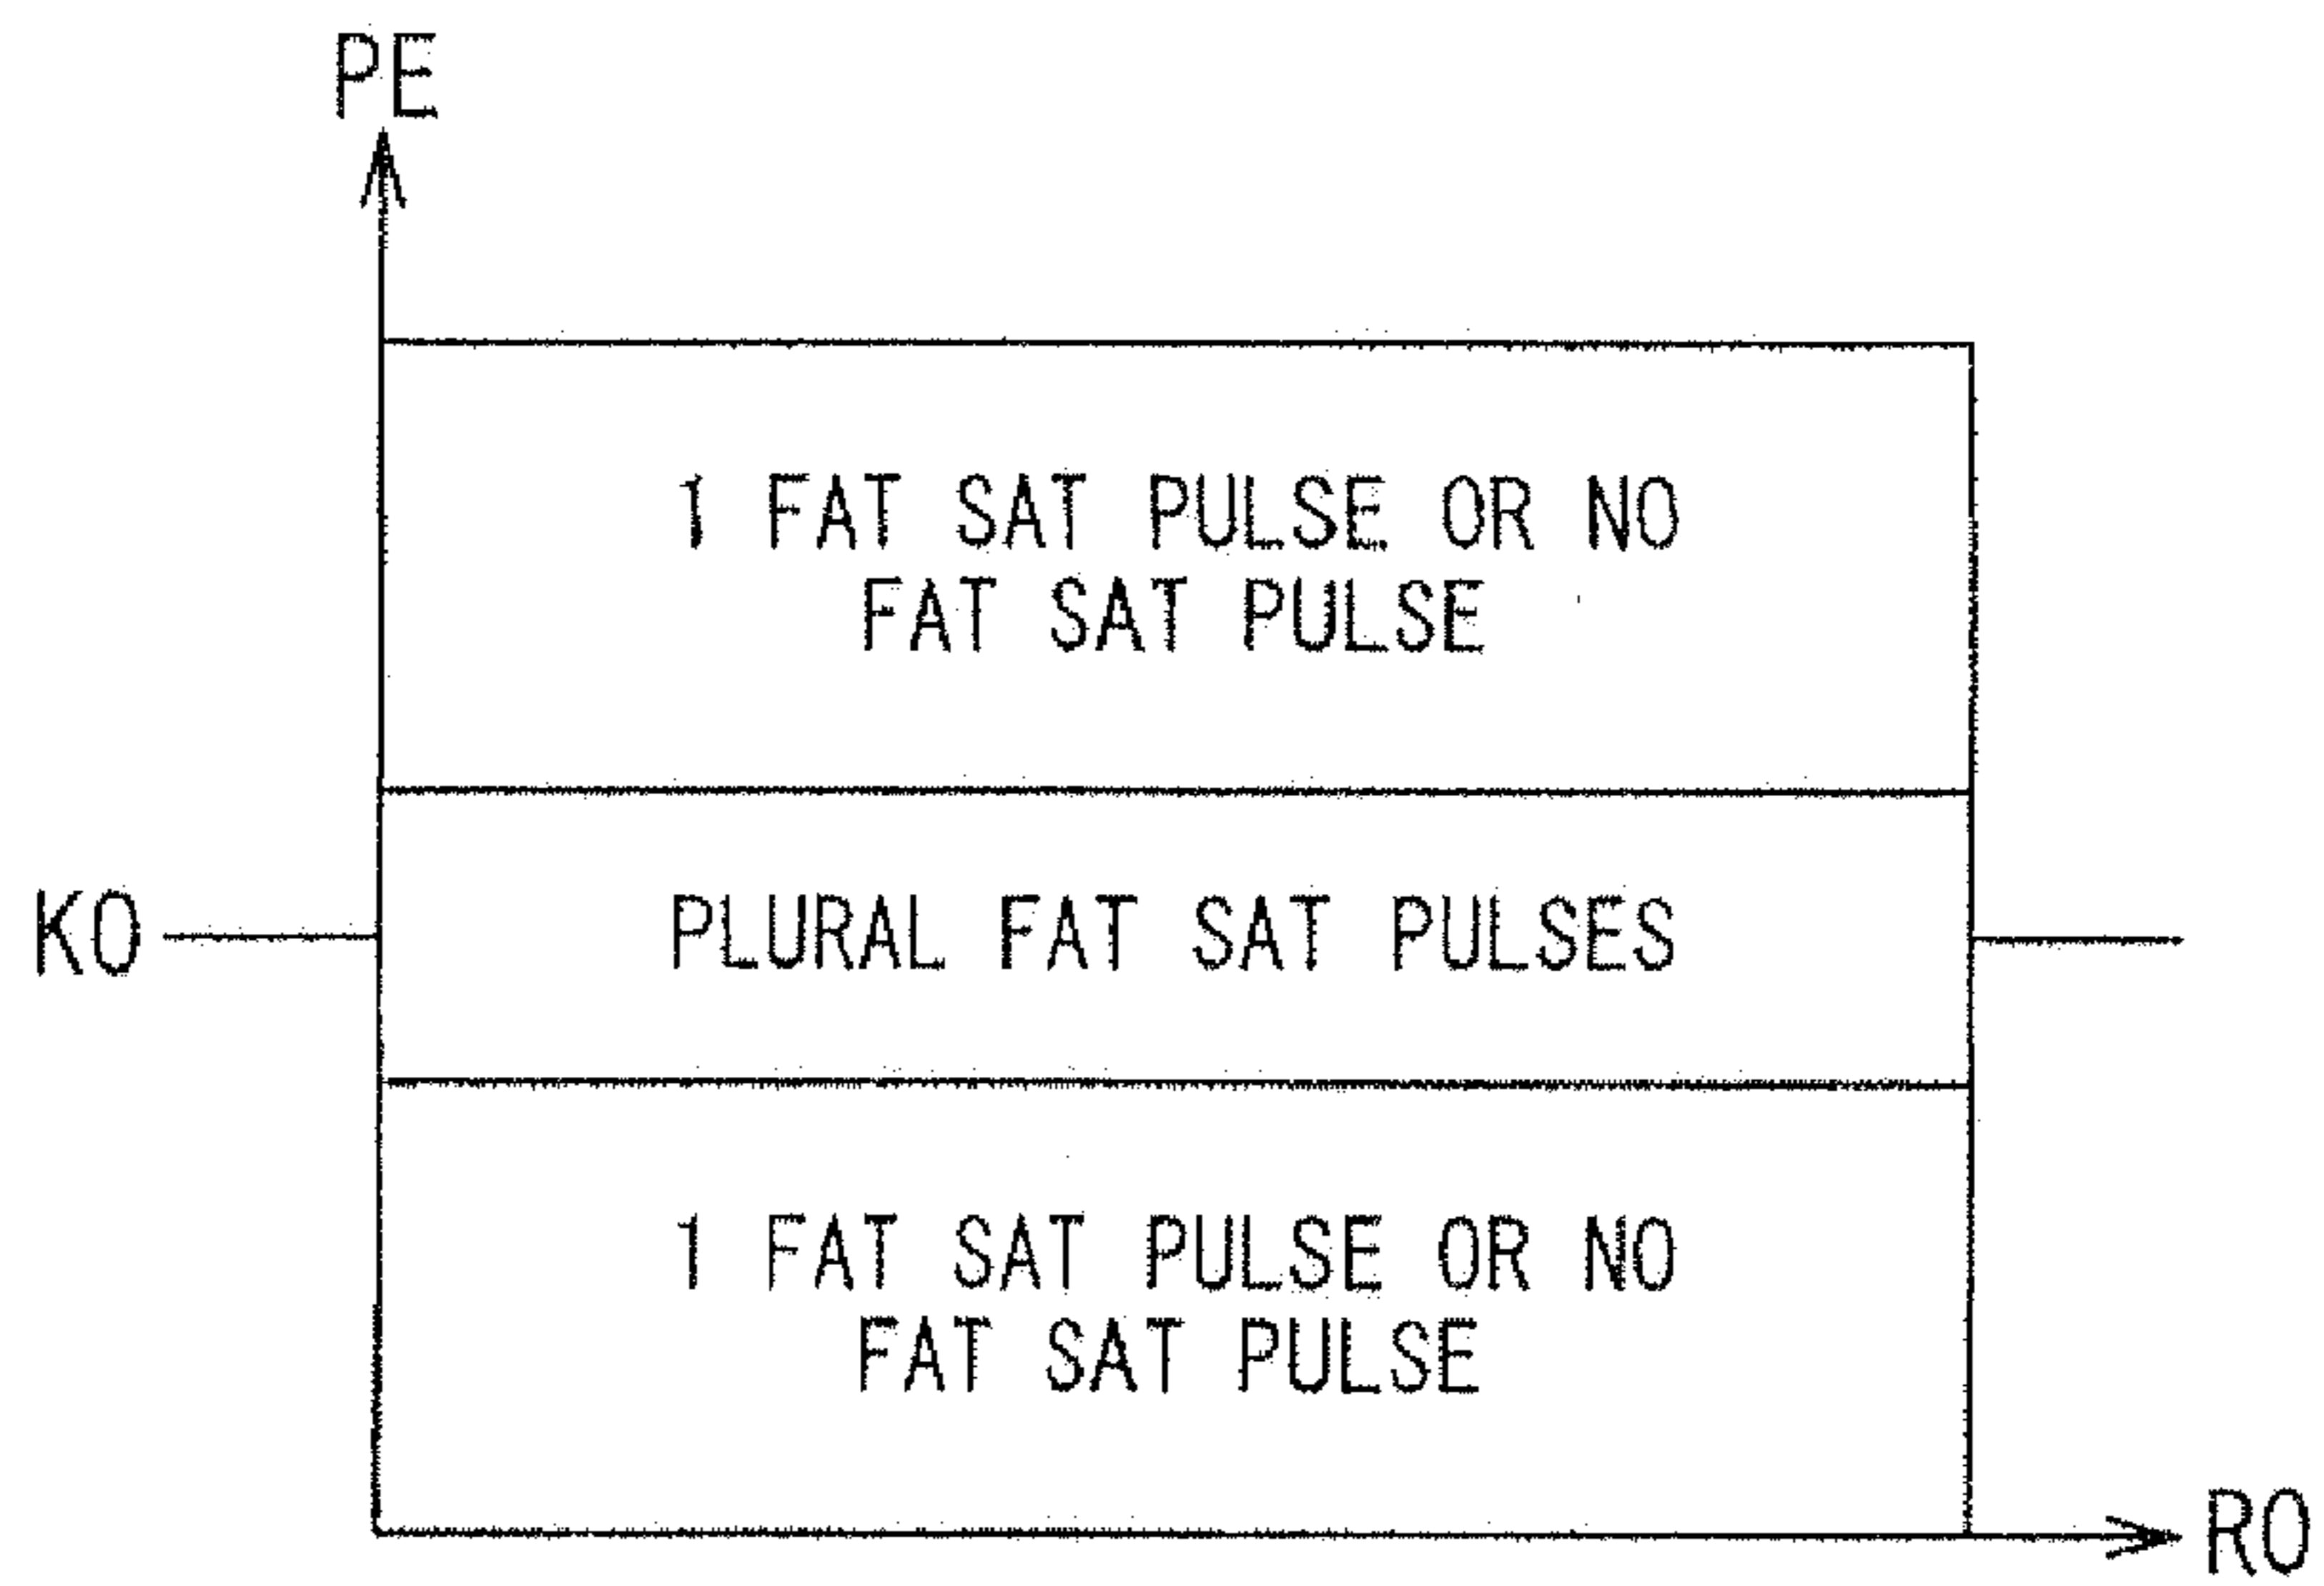 PE
1 FAT SAT PULSE OR NO
FAT SAT PULSE
K0 PLURAL FAT SAT PULSES
1 FAT SAT PULSE OR NO
FAT SAT PULSE
RO